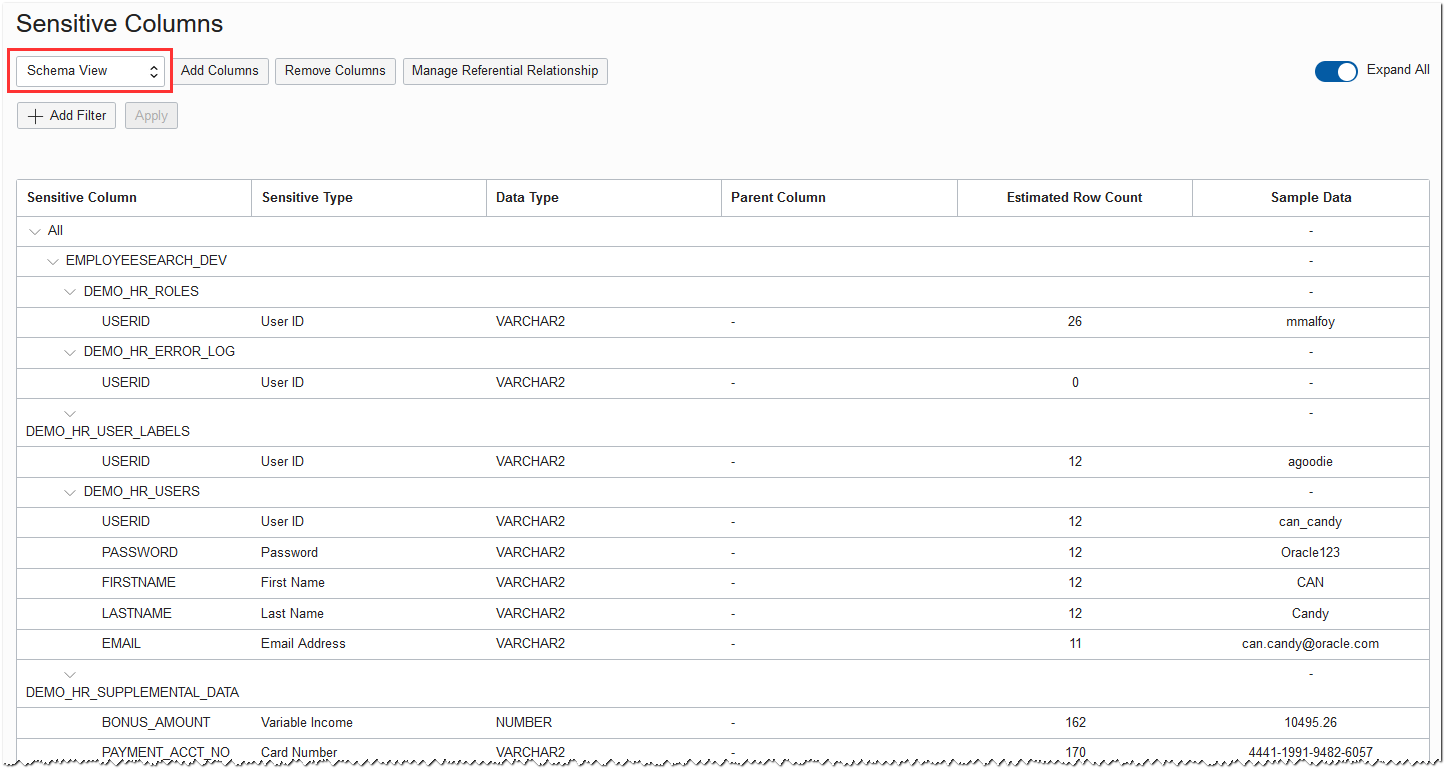 Sensitive Columns
Schema View Add Columns Remove Columns Manage Referential Relationship Expand All
Add Filter Apply
Sensitive Column Sensitive Type Data Type Parent Column Estimated Row Count Sample Data
All -
EMPLOYEESEARCH_DEV -
DEMO_HR_ROLES -
USERID User ID VARCHAR2 - 26 mmalfoy
DEMO_HR_ERROR_LOG -
USERID User ID VARCHAR2 - 0 -
-
DEMO_HR_USER_LABELS
USERID User ID VARCHAR2 - 12 agoodie
DEMO_HR_USERS -
USERID User ID VARCHAR2 - 12 can_candy
PASSWORD Password VARCHAR2 - 12 Oracle123
FIRSTNAME First Name VARCHAR2 - 12 CAN
LASTNAME Last Name VARCHAR2 - 12 Candy
EMAIL Email Address VARCHAR2 - 11 can.candy@oracle.com
-
DEMO_HR_SUPPLEMENTAL_DATA
BONUS_AMOUNT Variable Income NUMBER - 162 10495.26
PAYMENT_ACCT_NO Card Number VARCHAR2 - 170 4441-1991-9482-6057